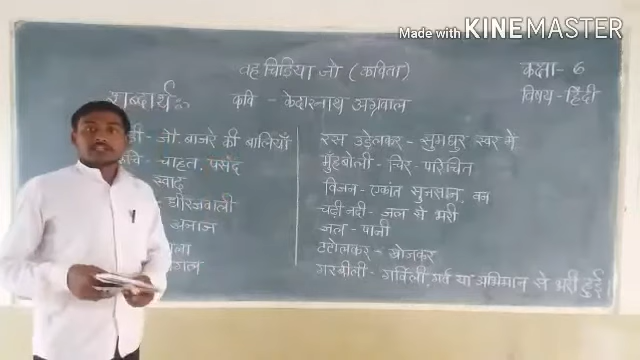 Made with KINEMASTER
वह चिड़िया जो (कविता)
कक्षा - 6
शब्दार्थ:- कवि - केदारनाथ अग्रवाल
विषय - हिंदी
जौ, बाजरे की बालियाँ
चाहत, पसंद
स्वाद
धीरजवाली
अनाज
रस उड़ेलकर - सुमधुर स्वर में
मुँहबोली - चिर - परिचित
विजन - एकांत सुनसान वन
चढ़ी नदी - जल से भरी
जल - पानी
टटोलकर - खोजकर
गरबीली - गर्विली, गर्व या अभिमान से भरी हुई।